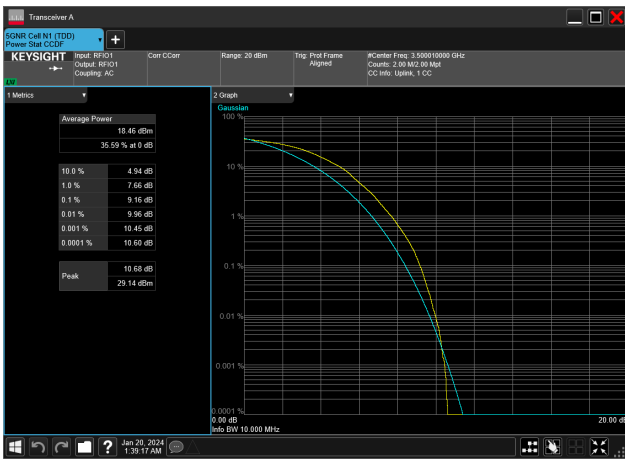 Transceiver A
5GNR Cell N1 (TDD)
Power Stat CCDF
KEYSIGHT
LXI
Input: RFIO1
Output: RFIO1
Coupling: AC
Corr CCorr
Range: 20 dBm
Trig: Prot Frame
Aligned
#Center Freq: 3.500010000 GHz
Counts: 2.00 M/2.00 Mpt
CC Info: Uplink, 1 CC
1 Metrics
Average Power
18.46 dBm
35.59 % at 0 dB
10.0 % 4.94 dB
1.0 % 7.66 dB
0.1 % 9.16 dB
0.01 % 9.96 dB
0.001 % 10.45 dB
0.0001 % 10.60 dB
Peak
10.68 dB
29.14 dBm
2 Graph
Gaussian
100 %
10 %
1 %
0.1 %
0.01 %
0.001 %
0.0001 %
0.00 dB
20.00 dB
Info BW 10.000 MHz
Jan 20, 2024
1:39:17 AM